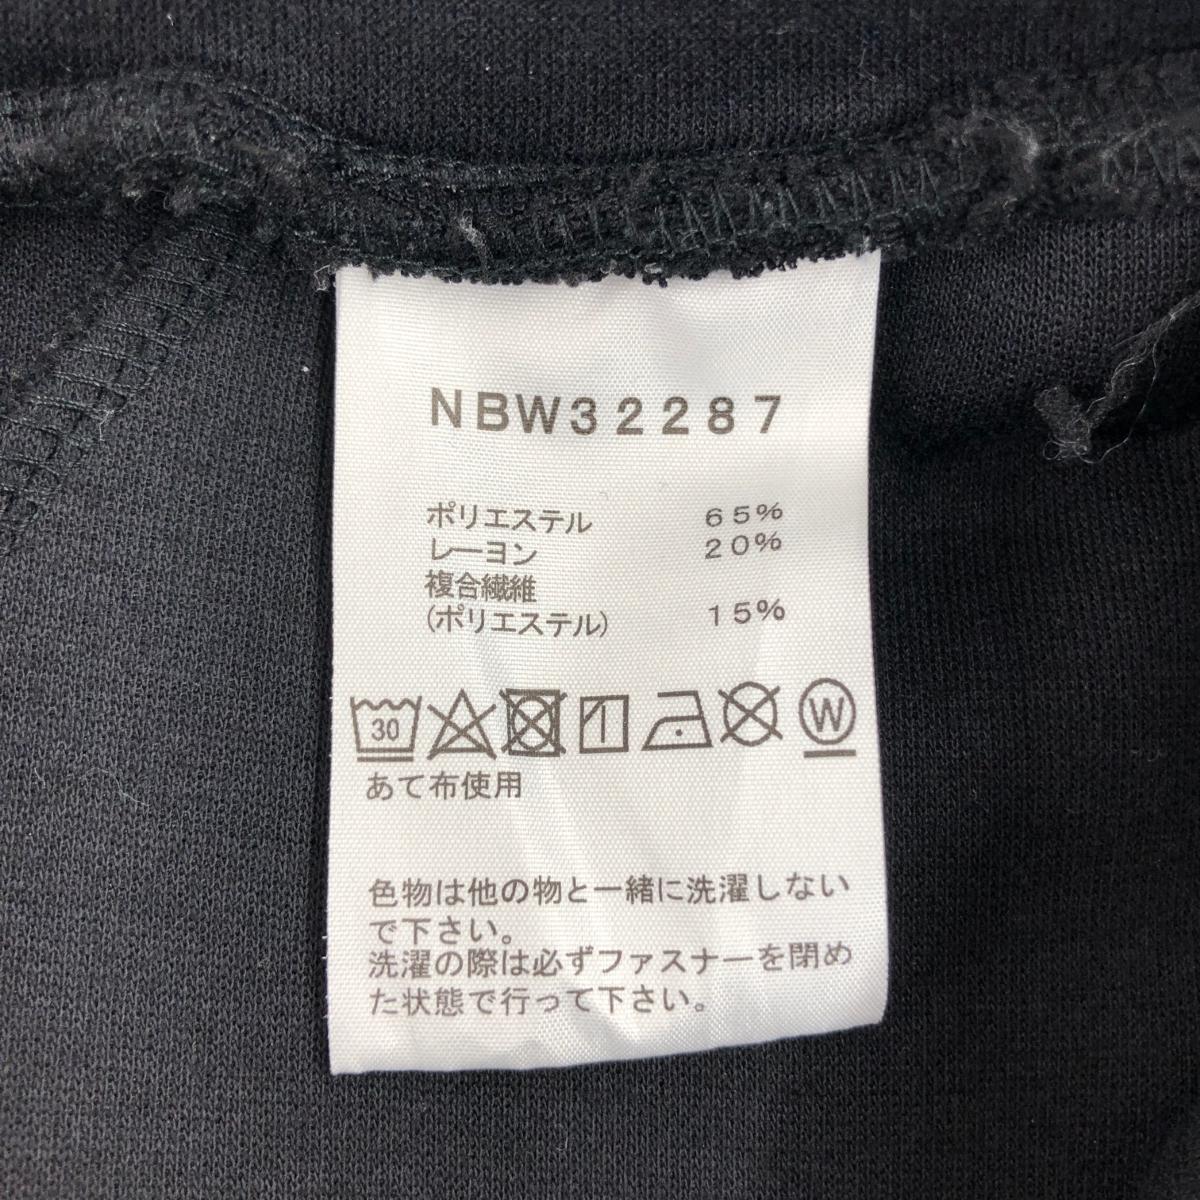 NBW32287
ポリエステル 65%
レーヨン 20%
複合繊維
(ポリエステル) 15%
30 W
あて布使用
色物は他の物と一緒に洗濯しない
で下さい。
洗濯の際は必ずファスナーを閉め
た状態で行って下さい。